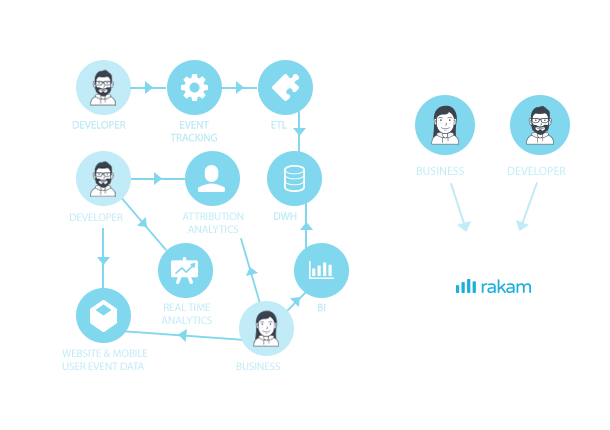 DEVELOPER
EVENT
TRACKING
ETL
BUSINESS
DEVELOPER
DEVELOPER
ATTRIBUTION
ANALYTICS
DWH
rakam
REAL TIME
ANALYTICS
BI
WEBSITE & MOBILE
USER EVENT DATA
BUSINESS